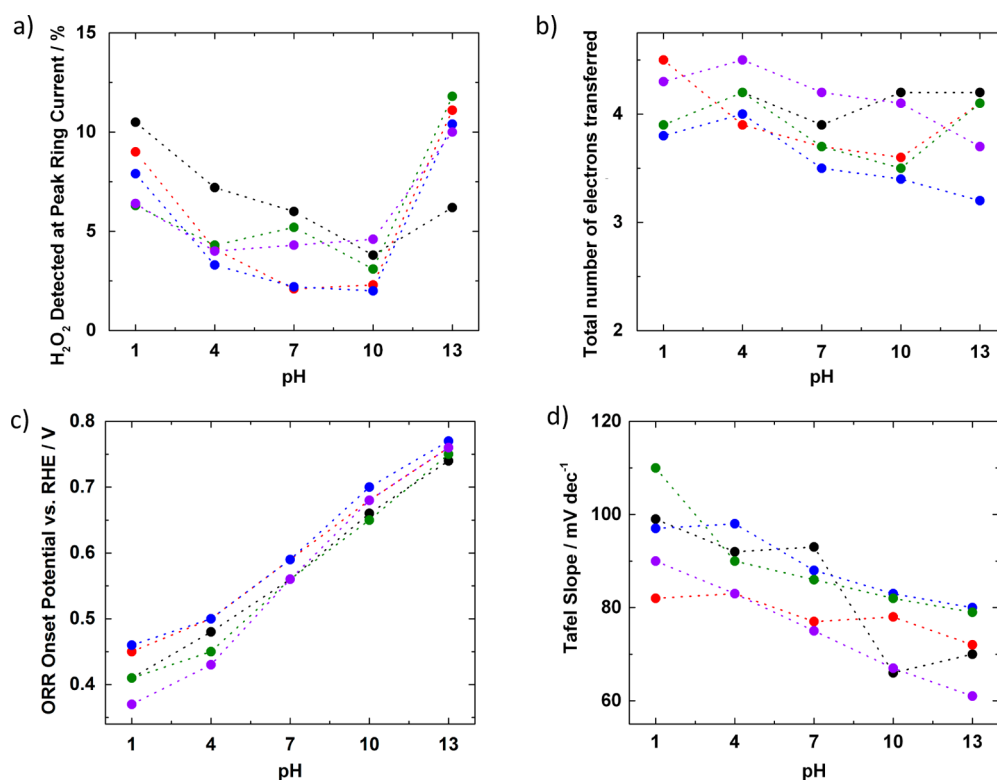 a)
H₂O₂ Detected at Peak Ring Current / %
15
10
5
0
1 4 7 10 13
pH
b)
Total number of electrons transferred
4
3
2
1 4 7 10 13
pH
c)
ORR Onset Potential vs. RHE / V
0.8
0.7
0.6
0.5
0.4
1 4 7 10 13
pH
d)
Tafel Slope / mV dec⁻¹
120
100
80
60
1 4 7 10 13
pH